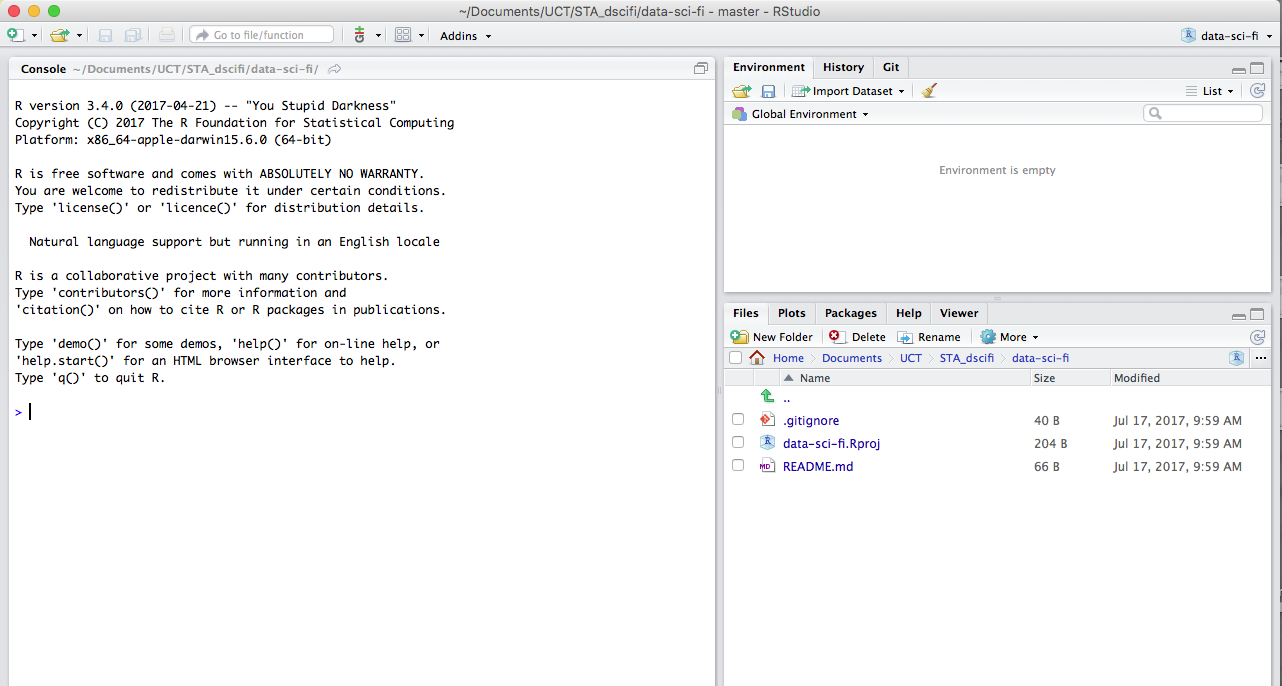 ~/Documents/UCT/STA_dscifi/data-sci-fi - master - RStudio
Go to file/function
Addins
data-sci-fi
Console ~/Documents/UCT/STA_dscifi/data-sci-fi/
R version 3.4.0 (2017-04-21) -- "You Stupid Darkness"
Copyright (C) 2017 The R Foundation for Statistical Computing
Platform: x86_64-apple-darwin15.6.0 (64-bit)
R is free software and comes with ABSOLUTELY NO WARRANTY.
You are welcome to redistribute it under certain conditions.
Type 'license()' or 'licence()' for distribution details.
Natural language support but running in an English locale
R is a collaborative project with many contributors.
Type 'contributors()' for more information and
'citation()' on how to cite R or R packages in publications.
Type 'demo()' for some demos, 'help()' for on-line help, or
'help.start()' for an HTML browser interface to help.
Type 'q()' to quit R.
>
Environment History Git
Import Dataset List
Global Environment
Environment is empty
Files Plots Packages Help Viewer
New Folder Delete Rename More
Home Documents UCT STA_dscifi data-sci-fi ...
Name Size Modified
..
.gitignore 40 B Jul 17, 2017, 9:59 AM
data-sci-fi.Rproj 204 B Jul 17, 2017, 9:59 AM
README.md 66 B Jul 17, 2017, 9:59 AM